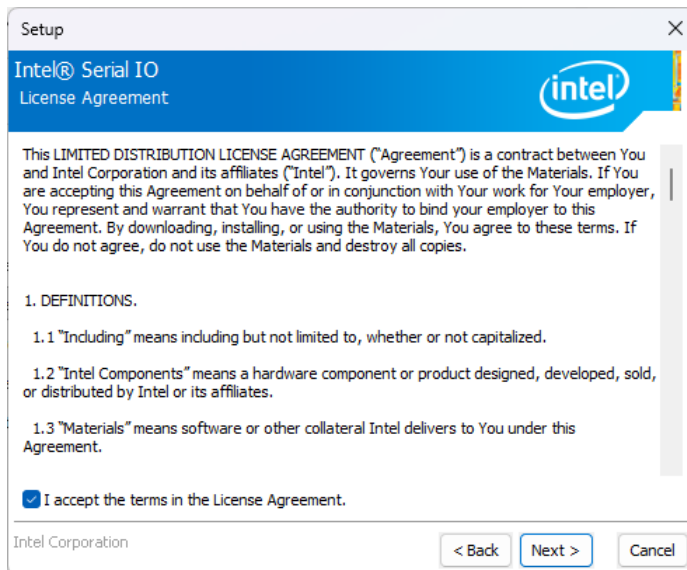 Setup
Intel® Serial IO
License Agreement
intel
This LIMITED DISTRIBUTION LICENSE AGREEMENT (“Agreement”) is a contract between You
and Intel Corporation and its affiliates (“Intel”). It governs Your use of the Materials. If You
are accepting this Agreement on behalf of or in conjunction with Your work for Your employer,
You represent and warrant that You have the authority to bind your employer to this
Agreement. By downloading, installing, or using the Materials, You agree to these terms. If
You do not agree, do not use the Materials and destroy all copies.
1. DEFINITIONS.
1.1 “Including” means including but not limited to, whether or not capitalized.
1.2 “Intel Components” means a hardware component or product designed, developed, sold,
or distributed by Intel or its affiliates.
1.3 “Materials” means software or other collateral Intel delivers to You under this
Agreement.
I accept the terms in the License Agreement.
Intel Corporation
< Back Next > Cancel